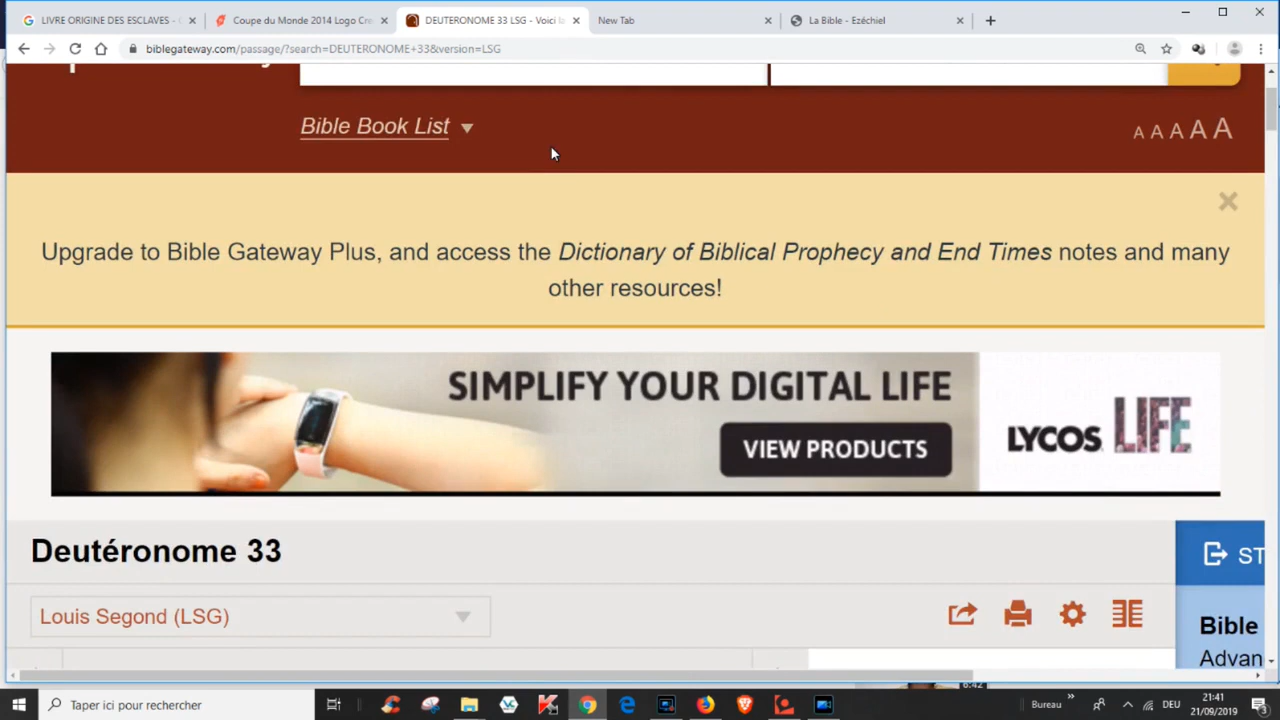 LIVRE ORIGINE DES ESCLAVES - Coupe du Monde 2014 Logo Cre DEUTERONOME 33 LSG - Voici New Tab La Bible - Ezéchiel
biblegateway.com/passage/?search=DEUTERONOME+33&version=LSG
Bible Book List
A A A A A
Upgrade to Bible Gateway Plus, and access the Dictionary of Biblical Prophecy and End Times notes and many
other resources!
SIMPLIFY YOUR DIGITAL LIFE
VIEW PRODUCTS
LYCOS LIFE
Deutéronome 33
ST
Louis Segond (LSG)
Bible
Advan
Taper ici pour rechercher
Bureau
DEU
21:41
21/09/2019